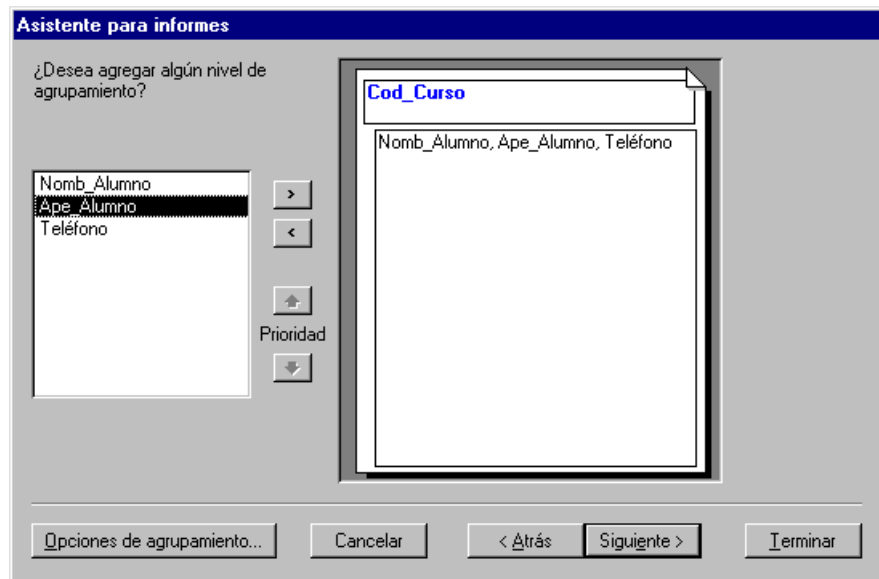 Asistente para informes
¿Desea agregar algún nivel de
agrupamiento?
Cod_Curso
Nomb_Alumno, Ape_Alumno, Teléfono
Nomb_Alumno
Ape_Alumno
Teléfono
>
<
Prioridad
Opciones de agrupamiento...
Cancelar
< Atrás
Siguiente >
Terminar